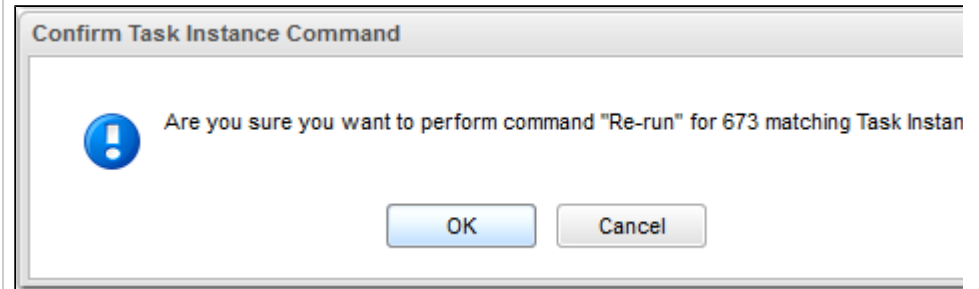 Confirm Task Instance Command
Are you sure you want to perform command "Re-run" for 673 matching Task Instan
OK
Cancel